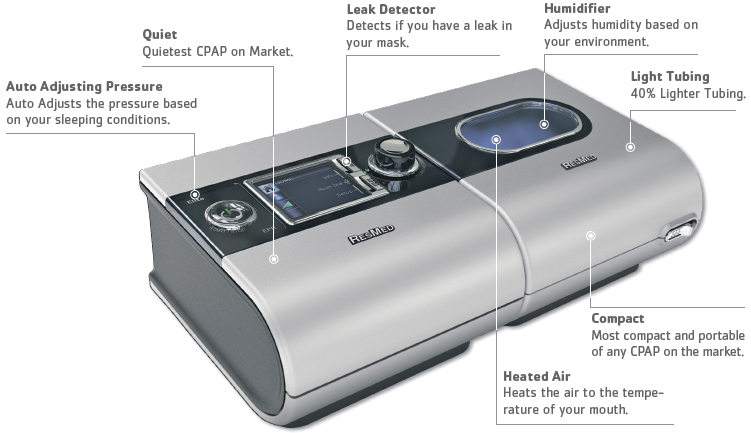 Leak Detector
Detects if you have a leak in
your mask.
Humidifier
Adjusts humidity based on
your environment.
Quiet
Quietest CPAP on Market.
Light Tubing
40% Lighter Tubing.
Auto Adjusting Pressure
Auto Adjusts the pressure based
on your sleeping conditions.
RESMED
RESMED
Compact
Most compact and portable
of any CPAP on the market.
Heated Air
Heats the air to the tempe-
rature of your mouth.